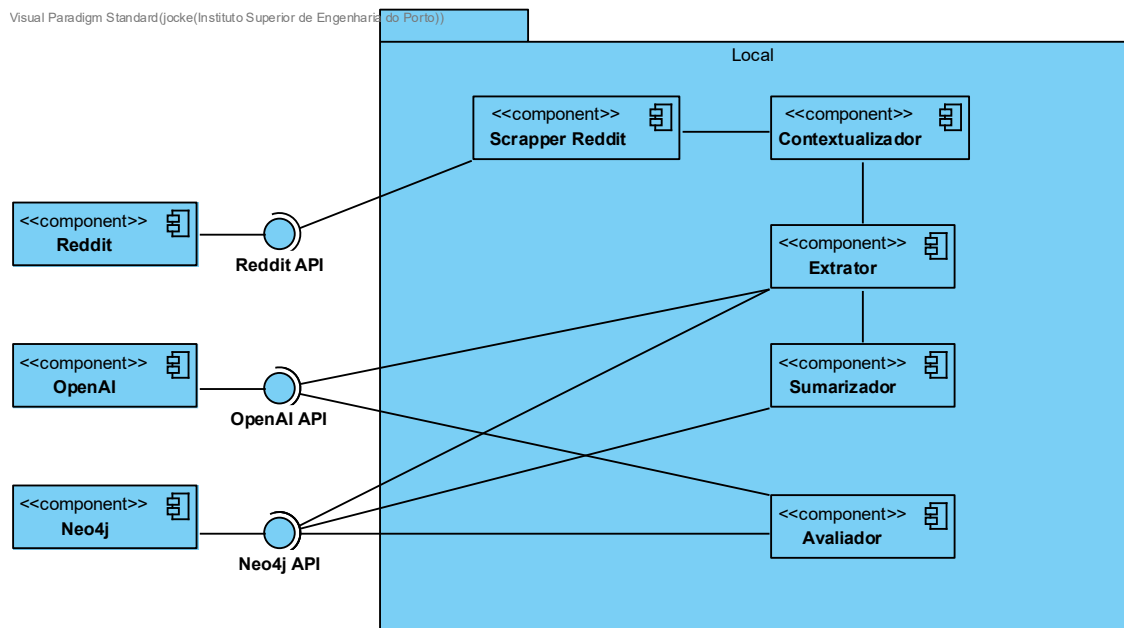 Visual Paradigm Standard(jocke(Instituto Superior de Engenharia do Porto))
Local
<<component>>
Scrapper Reddit
<<component>>
Contextualizador
<<component>>
Reddit
Reddit API
<<component>>
Extrator
<<component>>
OpenAI
OpenAI API
<<component>>
Sumarizador
<<component>>
Neo4j
Neo4j API
<<component>>
Avaliador